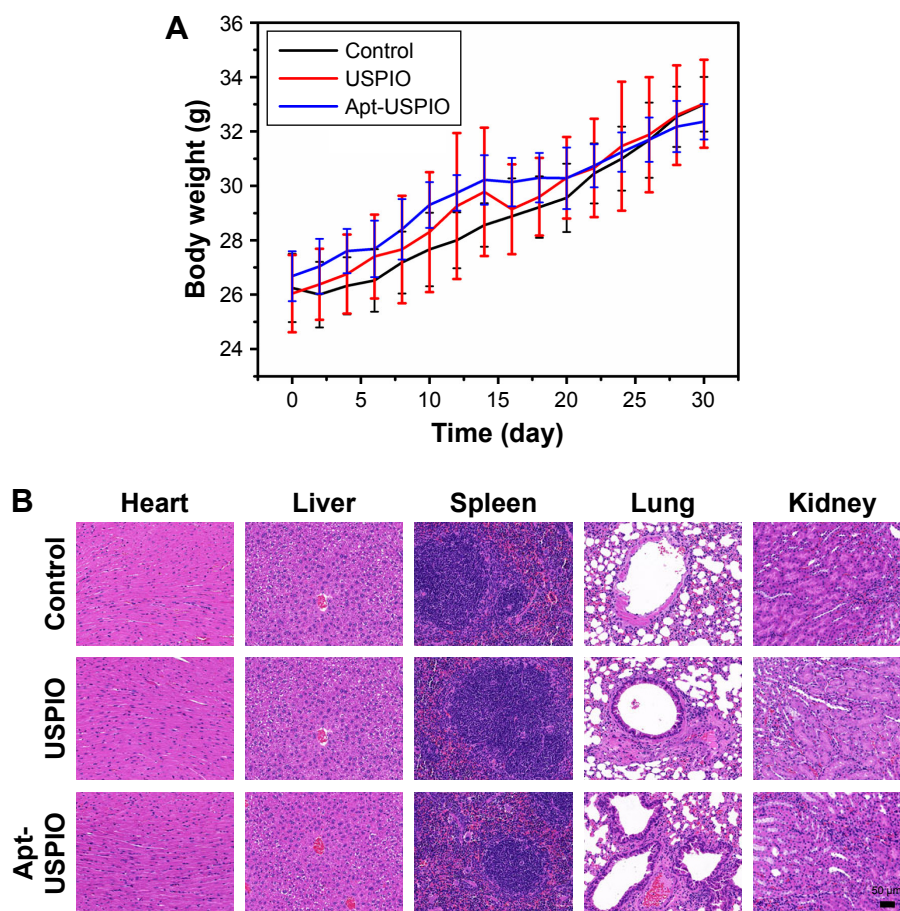 A
36
34
32
30
28
26
24
Body weight (g)
Control
USPIO
Apt-USPIO
0 5 10 15 20 25 30
Time (day)
B
Heart Liver Spleen Lung Kidney
Control
USPIO
Apt-
USPIO
50 µm